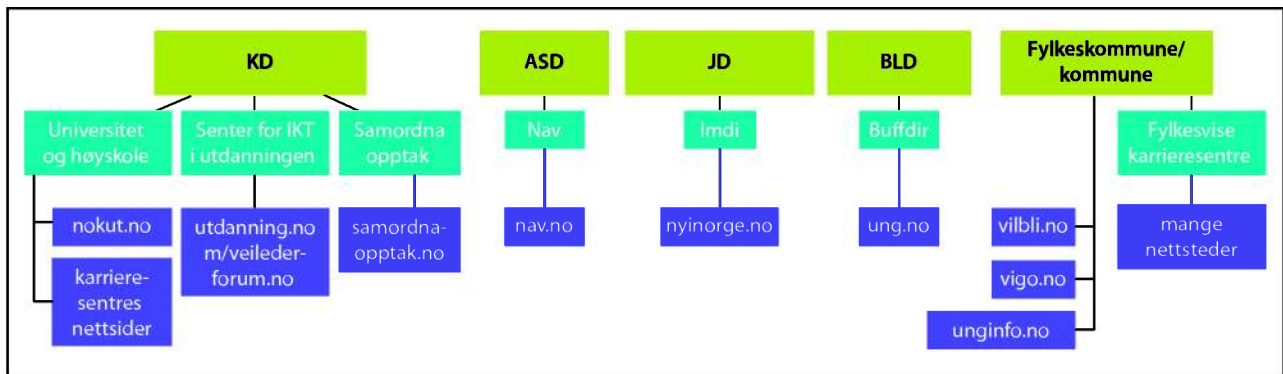 KD
ASD
JD
BLD
Fylkeskommune/
kommune
Universitet
og høyskole
Senter for IKT
i utdanningen
Samordna
opptak
Nav
Imdi
Buffdir
Fylkesvise
karrieresentre
nokut.no
karriere-
sentres
nettsider
utdanning.no
m/veileder-
forum.no
samordna-
opptak.no
nav.no
nyinorge.no
ung.no
vilbli.no
vigo.no
unginfo.no
mange
nettsteder